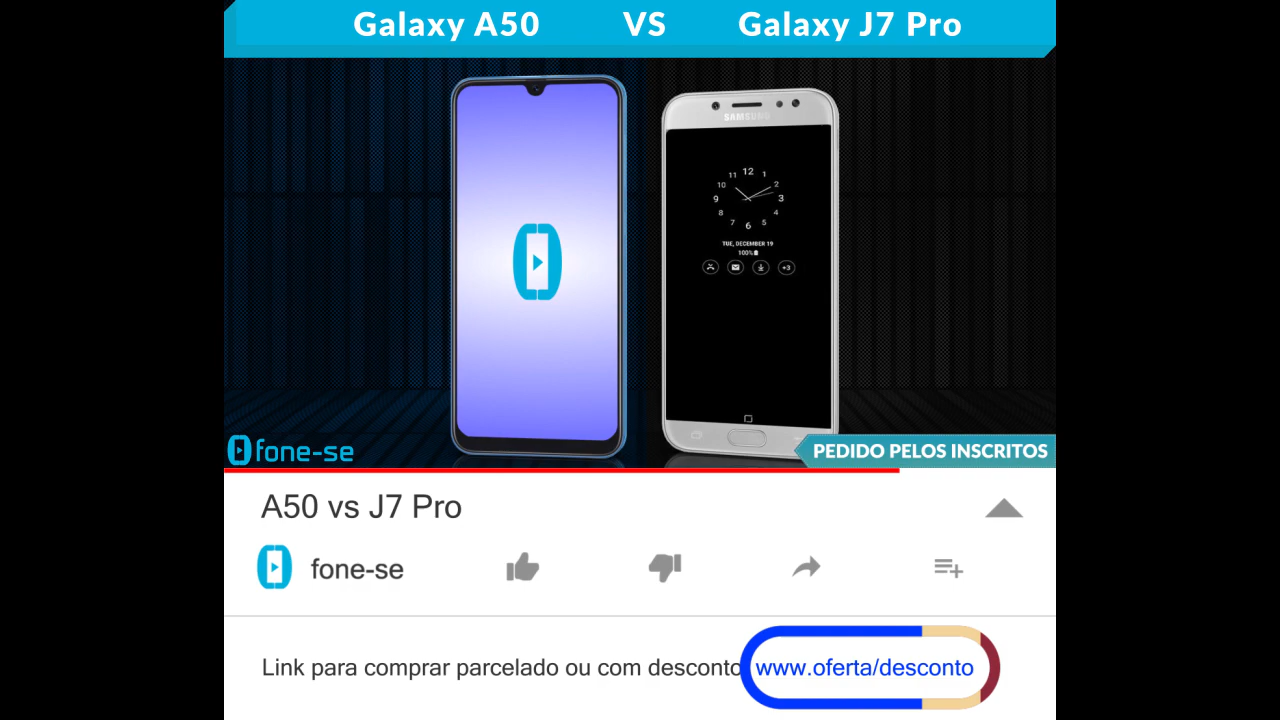 Galaxy A50 VS Galaxy J7 Pro
SAMSUNG
12
11 1
10 2
9 3
8 4
7 5
6
TUE, DECEMBER 19
100%
+3
fone-se
PEDIDO PELOS INSCRITOS
A50 vs J7 Pro
fone-se
Link para comprar parcelado ou com desconto www.oferta/desconto